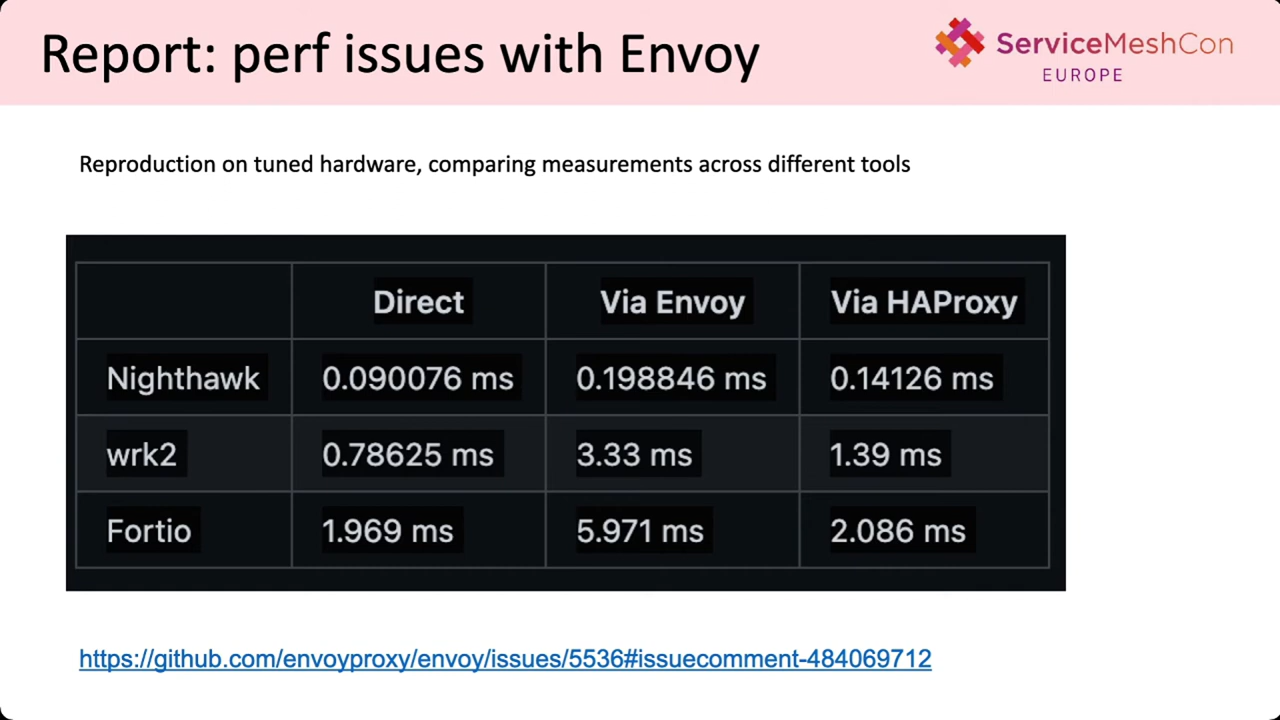 Report: perf issues with Envoy
ServiceMeshCon
EUROPE
Reproduction on tuned hardware, comparing measurements across different tools
Direct Via Envoy Via HAProxy
Nighthawk 0.090076 ms 0.198846 ms 0.14126 ms
wrk2 0.78625 ms 3.33 ms 1.39 ms
Fortio 1.969 ms 5.971 ms 2.086 ms
https://github.com/envoyproxy/envoy/issues/5536#issuecomment-484069712